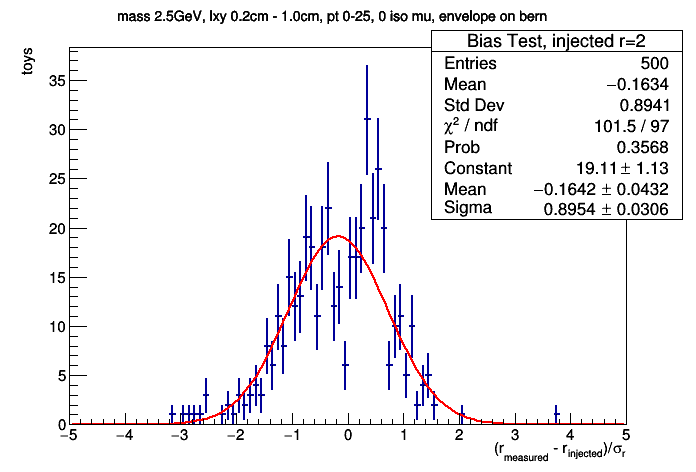 mass 2.5GeV, lxy 0.2cm - 1.0cm, pt 0-25, 0 iso mu, envelope on bern
toys
Bias Test, injected r=2
Entries 500
Mean −0.1634
Std Dev 0.8941
χ² / ndf 101.5 / 97
Prob 0.3568
Constant 19.11 ± 1.13
Mean −0.1642 ± 0.0432
Sigma 0.8954 ± 0.0306
35
30
25
20
15
10
5
0
−5 −4 −3 −2 −1 0 1 2 3 4 5
(r_measured - r_injected)/σ_r